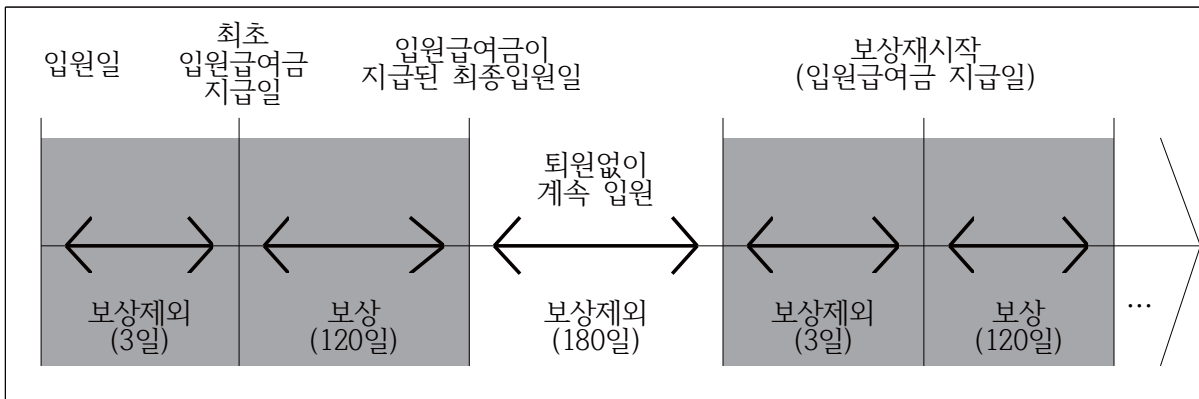 입원일
최초
입원급여금
지급일
입원급여금이
지급된 최종입원일
보상재시작
(입원급여금 지급일)
퇴원없이
계속 입원
보상제외
(3일)
보상
(120일)
보상제외
(180일)
보상제외
(3일)
보상
(120일)
…